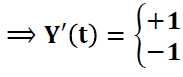 ⟹ Y′(t) = {+1
−1